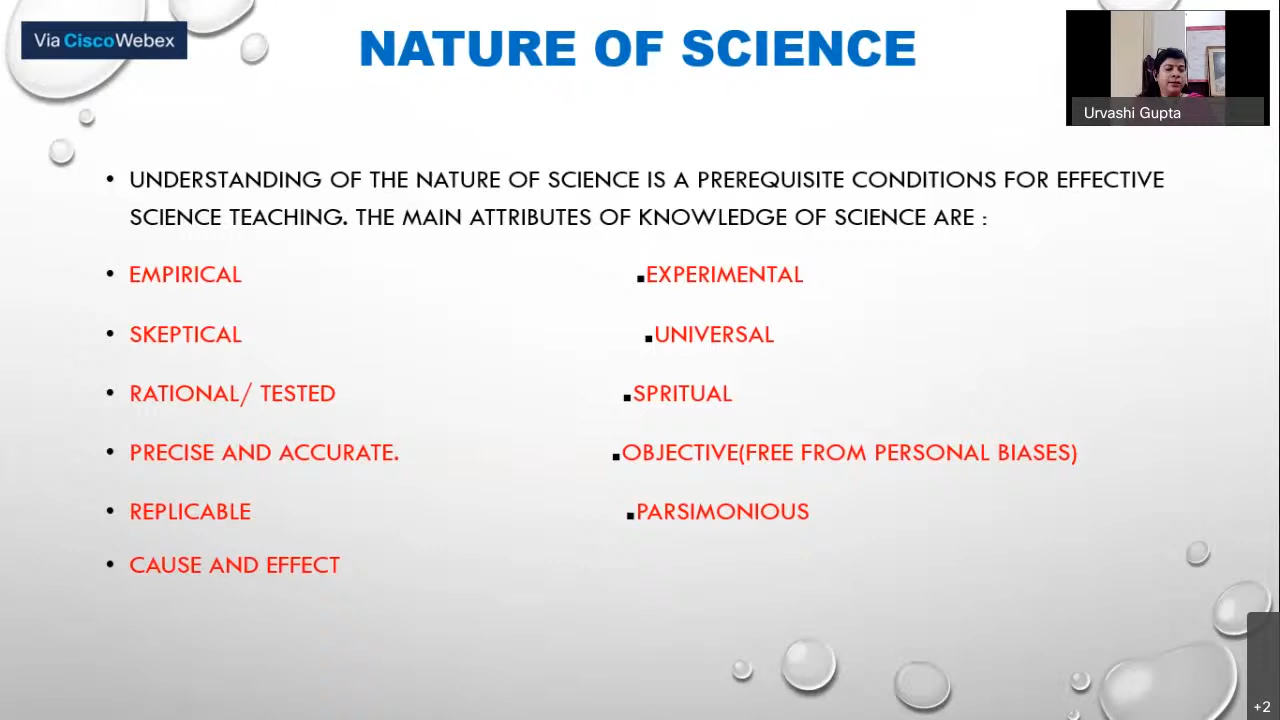 Via CiscoWebex
NATURE OF SCIENCE
Urvashi Gupta
• UNDERSTANDING OF THE NATURE OF SCIENCE IS A PREREQUISITE CONDITIONS FOR EFFECTIVE
SCIENCE TEACHING. THE MAIN ATTRIBUTES OF KNOWLEDGE OF SCIENCE ARE :
• EMPIRICAL ▪EXPERIMENTAL
• SKEPTICAL ▪UNIVERSAL
• RATIONAL/ TESTED ▪SPRITUAL
• PRECISE AND ACCURATE. ▪OBJECTIVE(FREE FROM PERSONAL BIASES)
• REPLICABLE ▪PARSIMONIOUS
• CAUSE AND EFFECT
+2